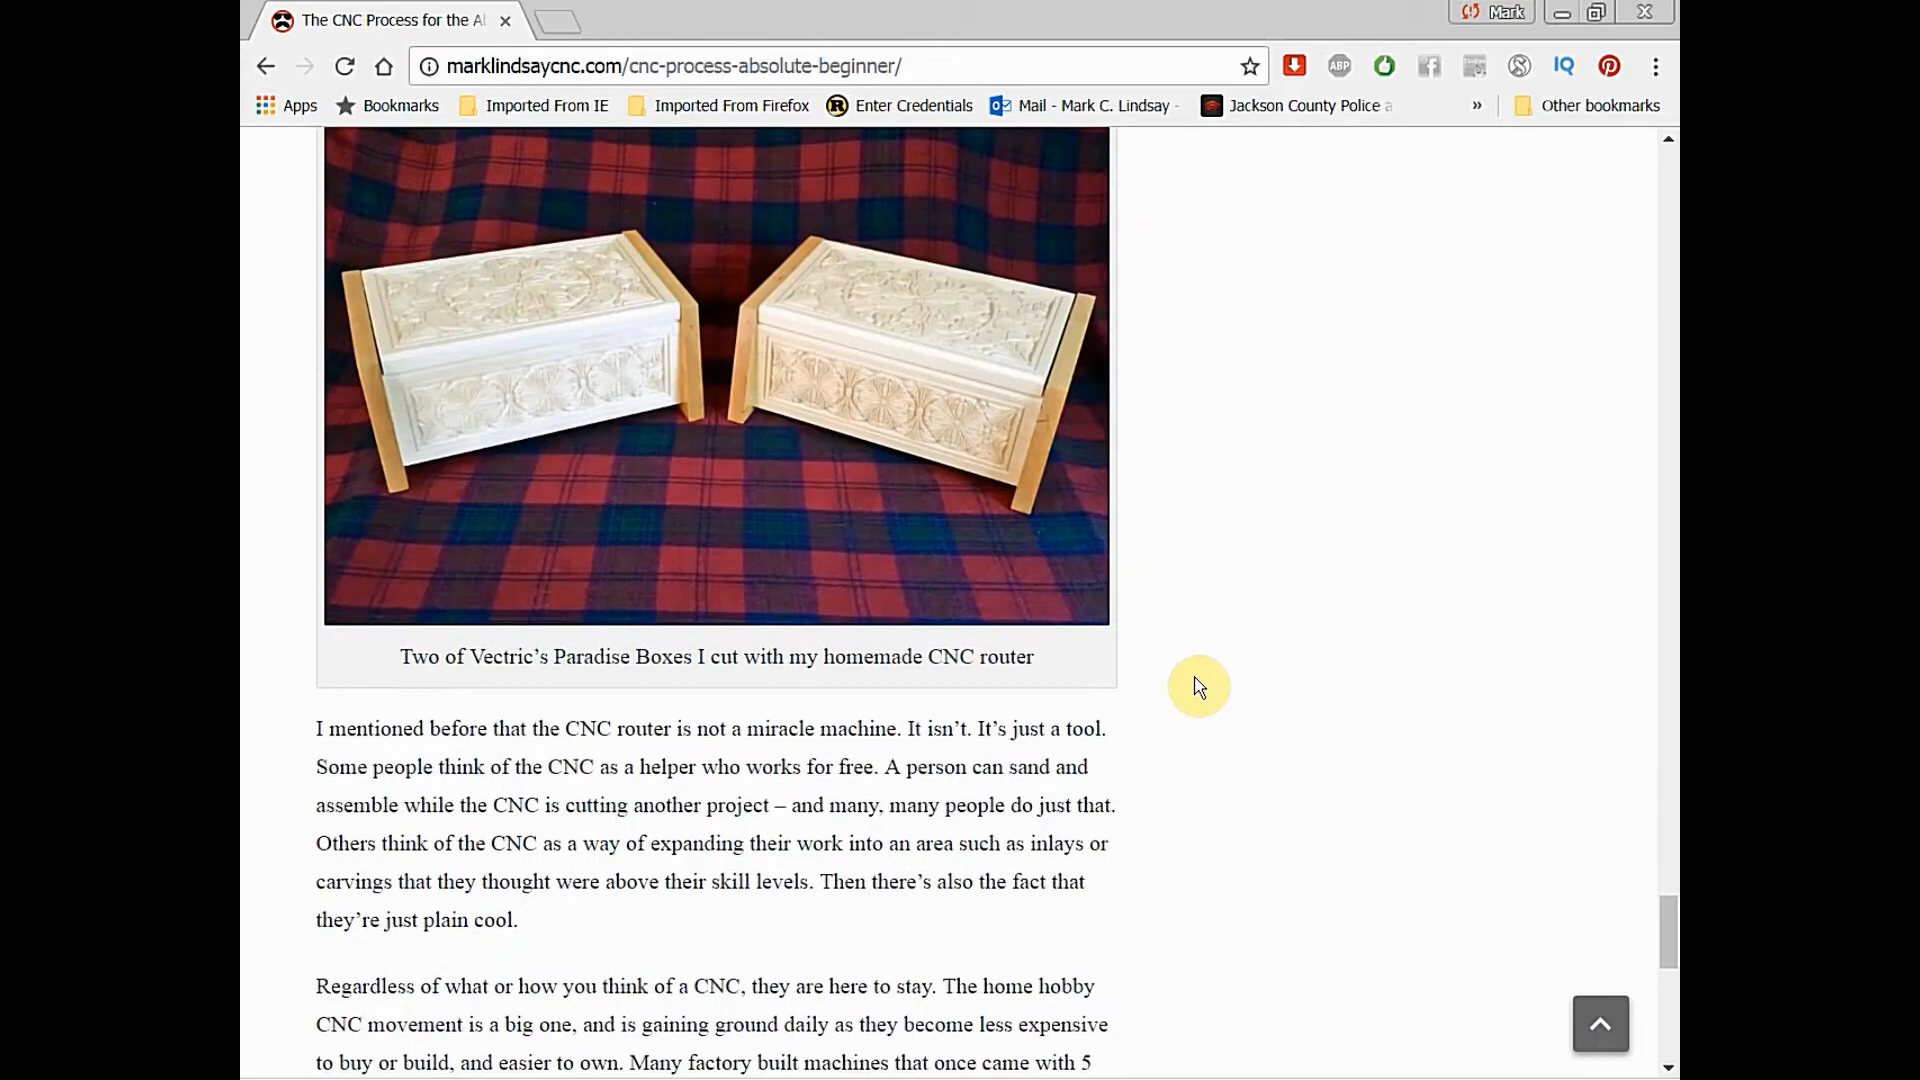 The CNC Process for the Al
Mark
marklindsaycnc.com/cnc-process-absolute-beginner/
ABP
IQ
Apps
Bookmarks
Imported From IE
Imported From Firefox
R
Enter Credentials
Mail - Mark C. Lindsay -
Jackson County Police a
»
Other bookmarks
Two of Vectric’s Paradise Boxes I cut with my homemade CNC router
I mentioned before that the CNC router is not a miracle machine. It isn’t. It’s just a tool.
Some people think of the CNC as a helper who works for free. A person can sand and
assemble while the CNC is cutting another project – and many, many people do just that.
Others think of the CNC as a way of expanding their work into an area such as inlays or
carvings that they thought were above their skill levels. Then there’s also the fact that
they’re just plain cool.
Regardless of what or how you think of a CNC, they are here to stay. The home hobby
CNC movement is a big one, and is gaining ground daily as they become less expensive
to buy or build, and easier to own. Many factory built machines that once came with 5